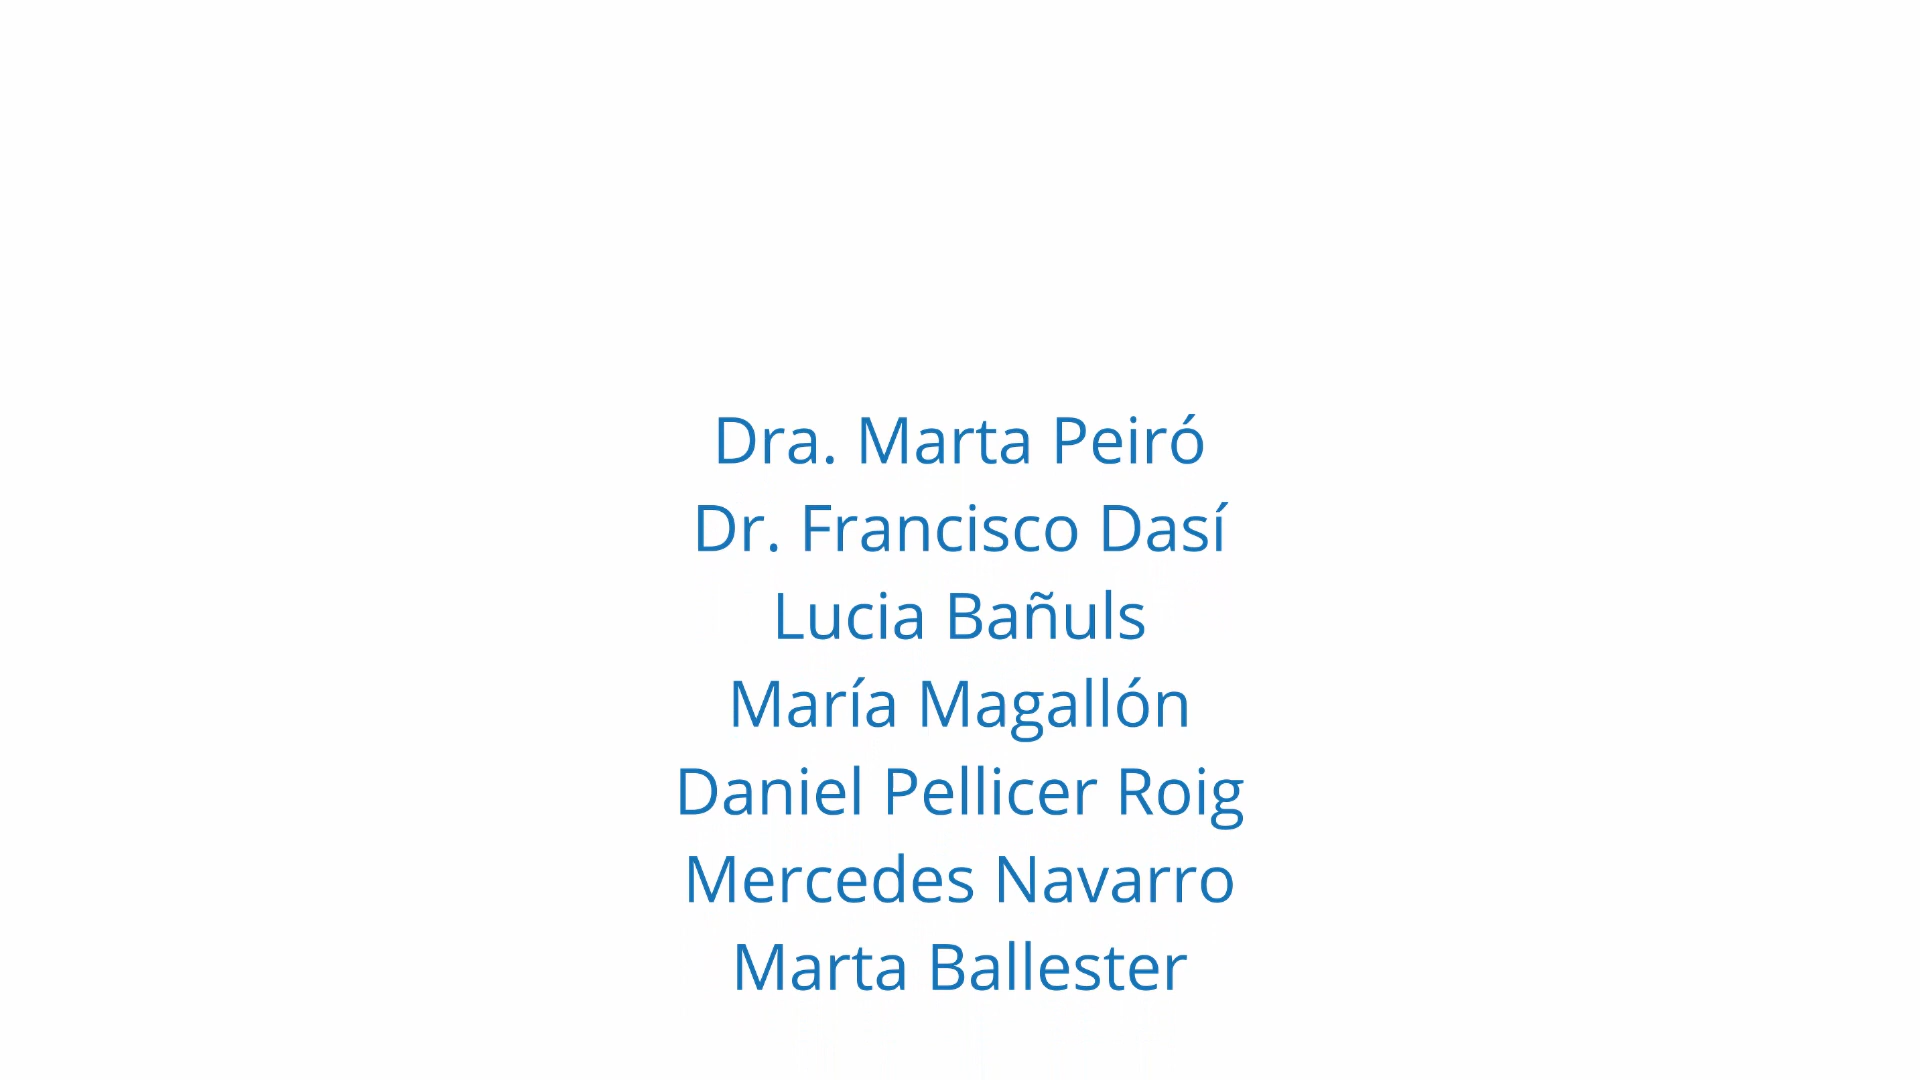 Dra. Marta Peiró
Dr. Francisco Dasí
Lucia Bañuls
María Magallón
Daniel Pellicer Roig
Mercedes Navarro
Marta Ballester